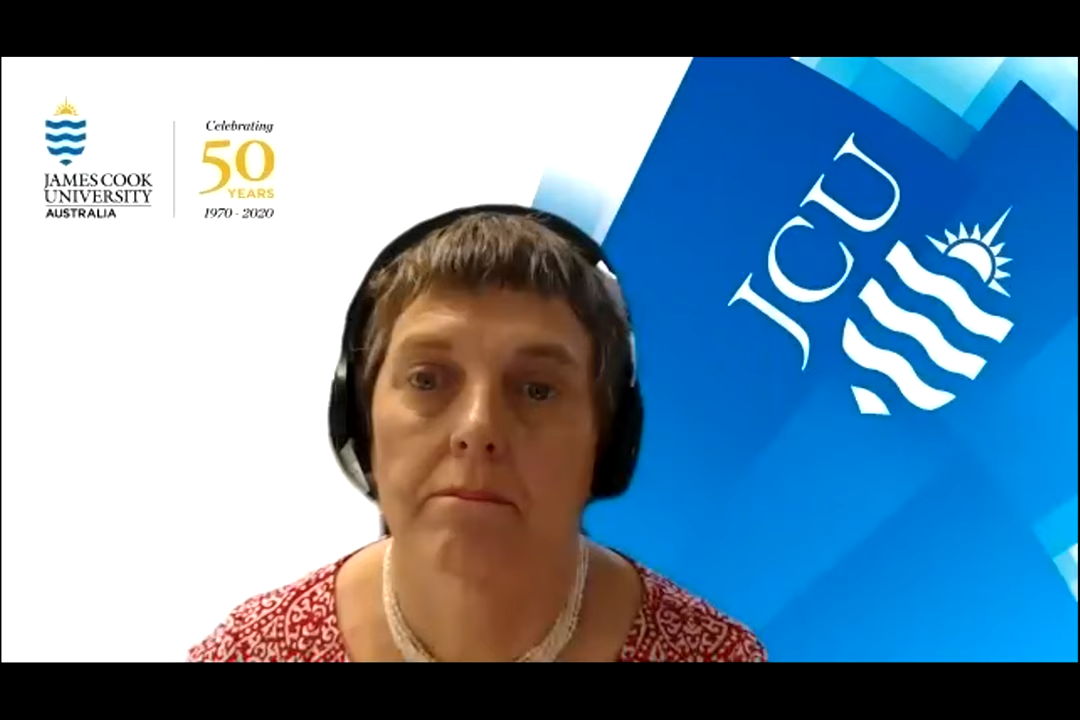 JAMES COOK
UNIVERSITY
AUSTRALIA
Celebrating
50
YEARS
1970 - 2020
JCU